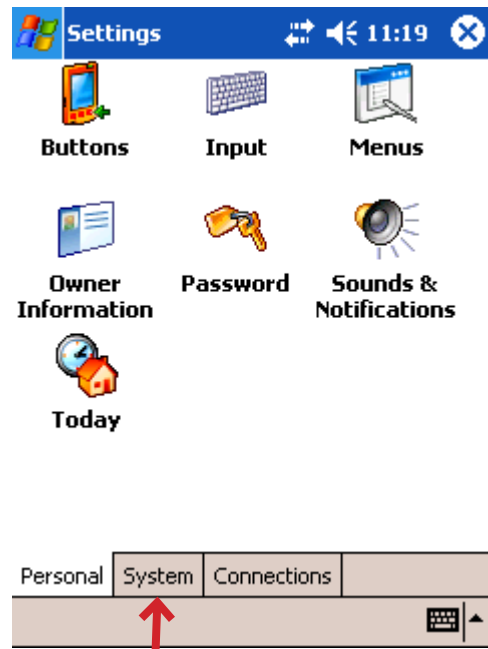 Settings 11:19
Buttons Input Menus
Owner Information Password Sounds & Notifications
Today
Personal System Connections